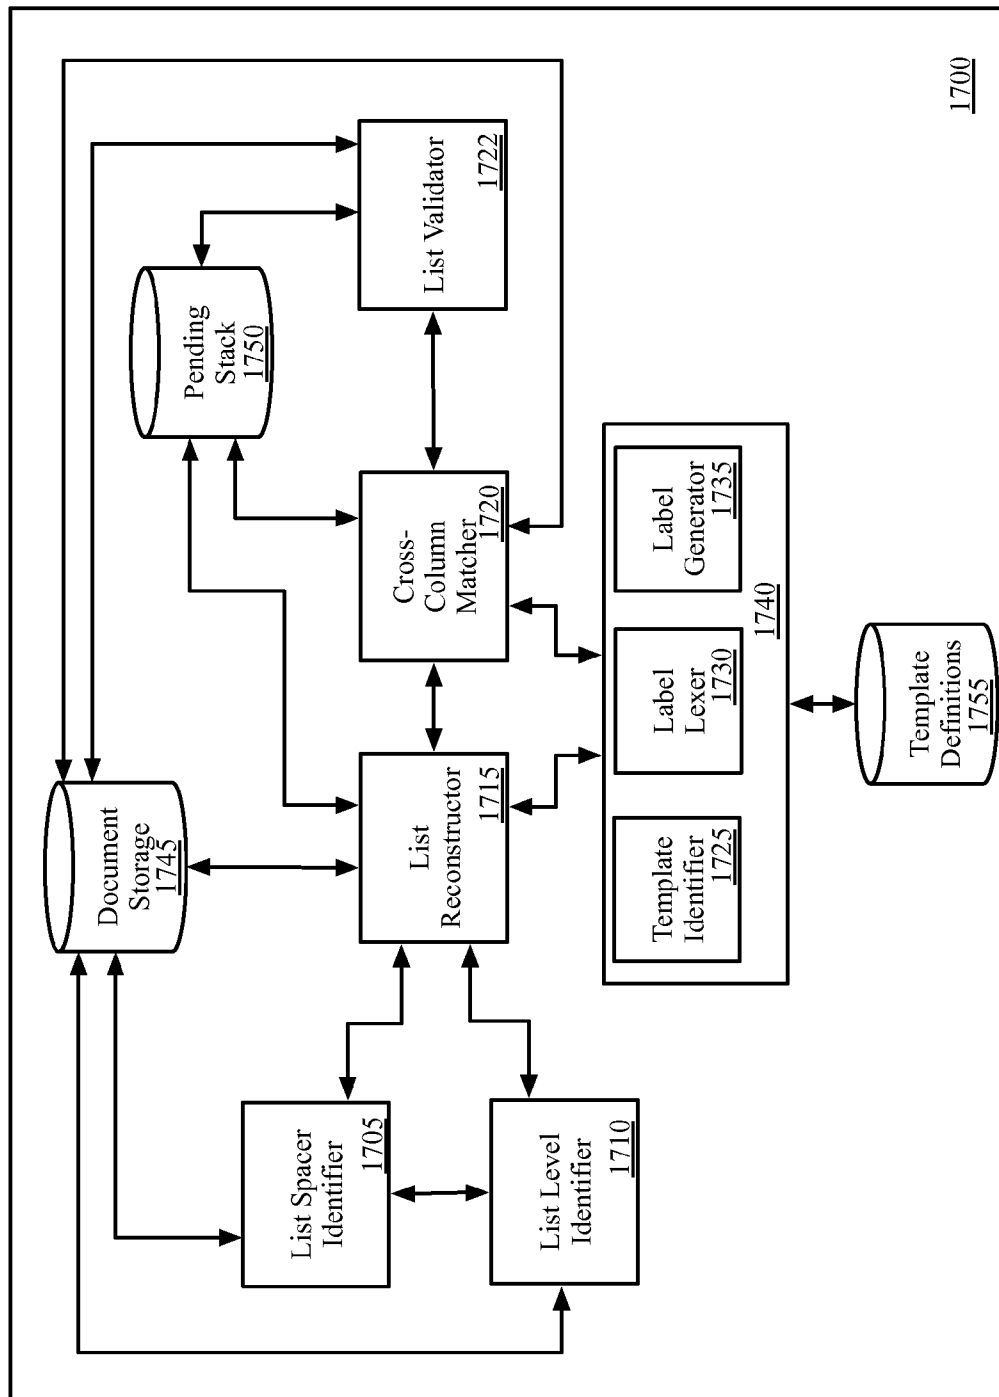 Document
Storage
1745
Pending
Stack
1750
List Spacer
Identifier
1705
List Level
Identifier
1710
List
Reconstructor
1715
Cross-
Column
Matcher
1720
List Validator
1722
Template
Identifier
1725
Label
Lexer
1730
Label
Generator
1735
1740
Template
Definitions
1755
1700